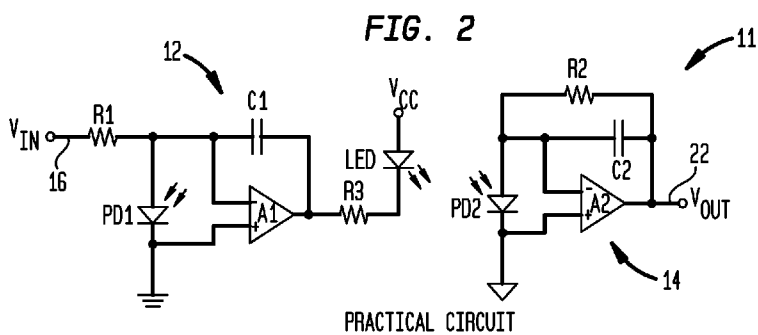 FIG. 2
12
11
VIN
R1
C1
VCC
R2
16
LED
C2
22
PD1
-
+
A1
R3
PD2
-
+
A2
VOUT
14
PRACTICAL CIRCUIT